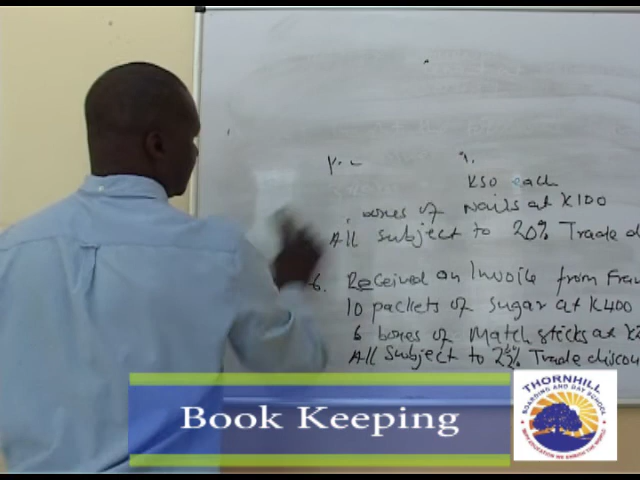 K50 each
boxes of Nails at K100
All subject to 20% Trade
6. Received an Invoice from
10 packets of sugar at K400
6 boxes of Match sticks at
All subject to Trade discou
Book Keeping
THORNHILL
BOARDING AND DAY SCHOOL